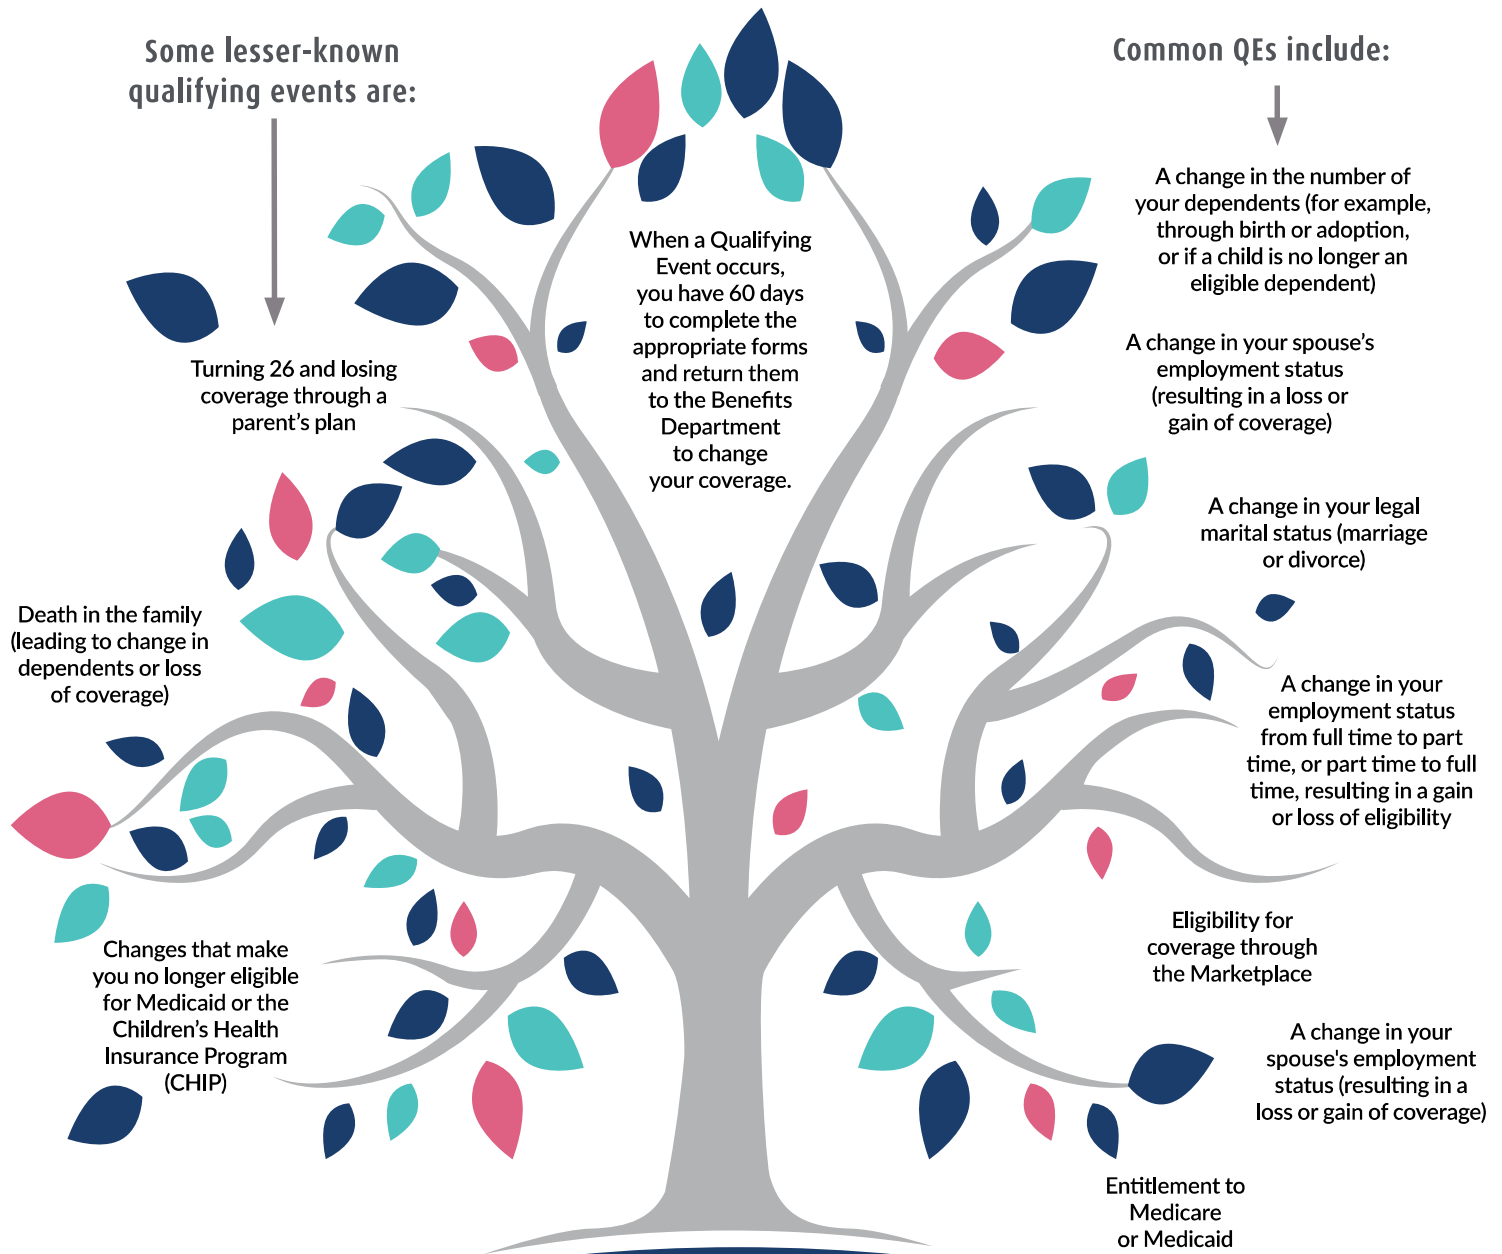 Some lesser-known
qualifying events are:
Turning 26 and losing
coverage through a
parent’s plan
Death in the family
(leading to change in
dependents or loss
of coverage)
Changes that make
you no longer eligible
for Medicaid or the
Children’s Health
Insurance Program
(CHIP)
When a Qualifying
Event occurs,
you have 60 days
to complete the
appropriate forms
and return them
to the Benefits
Department
to change
your coverage.
Common QEs include:
A change in the number of
your dependents (for example,
through birth or adoption,
or if a child is no longer an
eligible dependent)
A change in your spouse’s
employment status
(resulting in a loss or
gain of coverage)
A change in your legal
marital status (marriage
or divorce)
A change in your
employment status
from full time to part
time, or part time to full
time, resulting in a gain
or loss of eligibility
Eligibility for
coverage through
the Marketplace
A change in your
spouse's employment
status (resulting in a
loss or gain of coverage)
Entitlement to
Medicare
or Medicaid